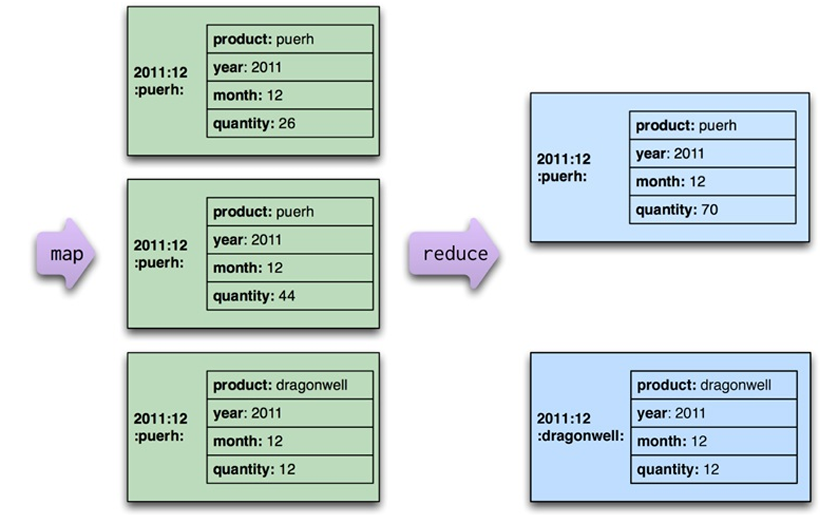 map
2011:12
:puerh:
product: puerh
year: 2011
month: 12
quantity: 26
2011:12
:puerh:
product: puerh
year: 2011
month: 12
quantity: 44
2011:12
:puerh:
product: dragonwell
year: 2011
month: 12
quantity: 12
reduce
2011:12
:puerh:
product: puerh
year: 2011
month: 12
quantity: 70
2011:12
:dragonwell:
product: dragonwell
year: 2011
month: 12
quantity: 12